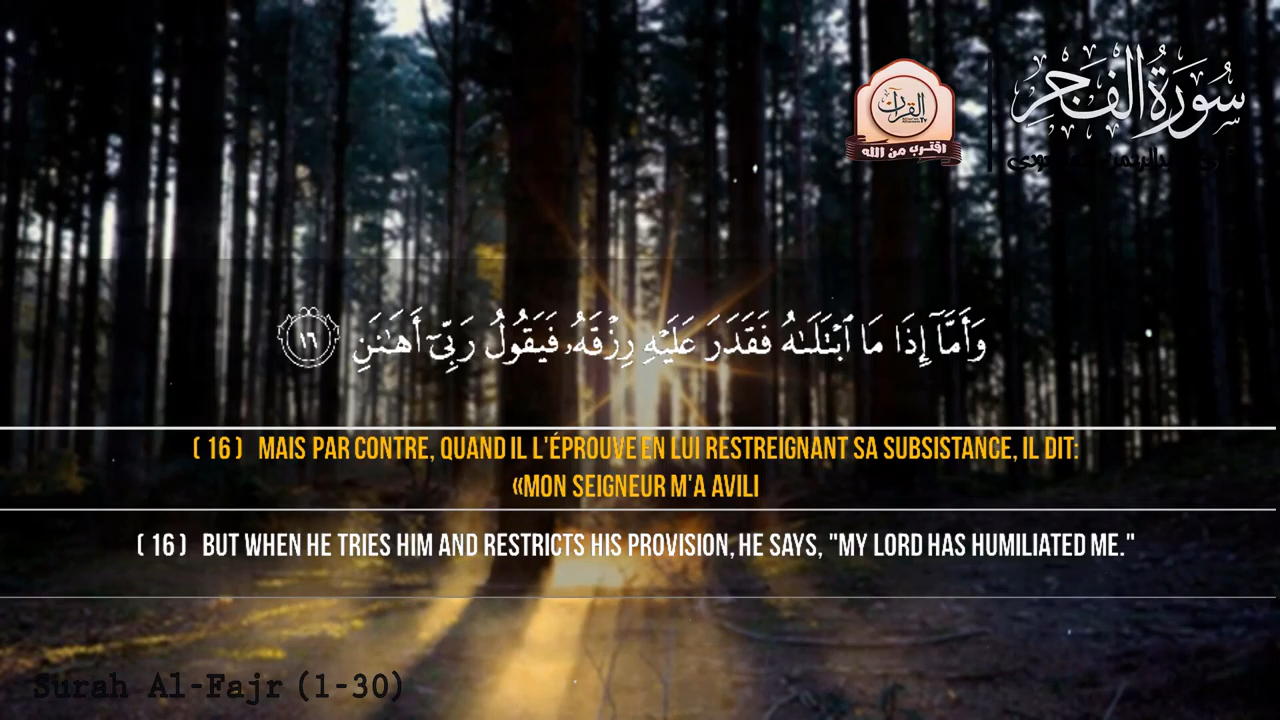 سُورَةُ الفَجْرِ
القرآن
Tv
اقترب من الله
وَأَمَّآ إِذَا مَا ٱبْتَلَىٰهُ فَقَدَرَ عَلَيْهِ رِزْقَهُۥ فَيَقُولُ رَبِّىٓ أَهَٰنَنِ ١٦
( 16 ) MAIS PAR CONTRE, QUAND IL L'ÉPROUVE EN LUI RESTREIGNANT SA SUBSISTANCE, IL DIT:
«MON SEIGNEUR M'A AVILI
( 16 ) BUT WHEN HE TRIES HIM AND RESTRICTS HIS PROVISION, HE SAYS, "MY LORD HAS HUMILIATED ME."
Surah Al-Fajr (1-30)